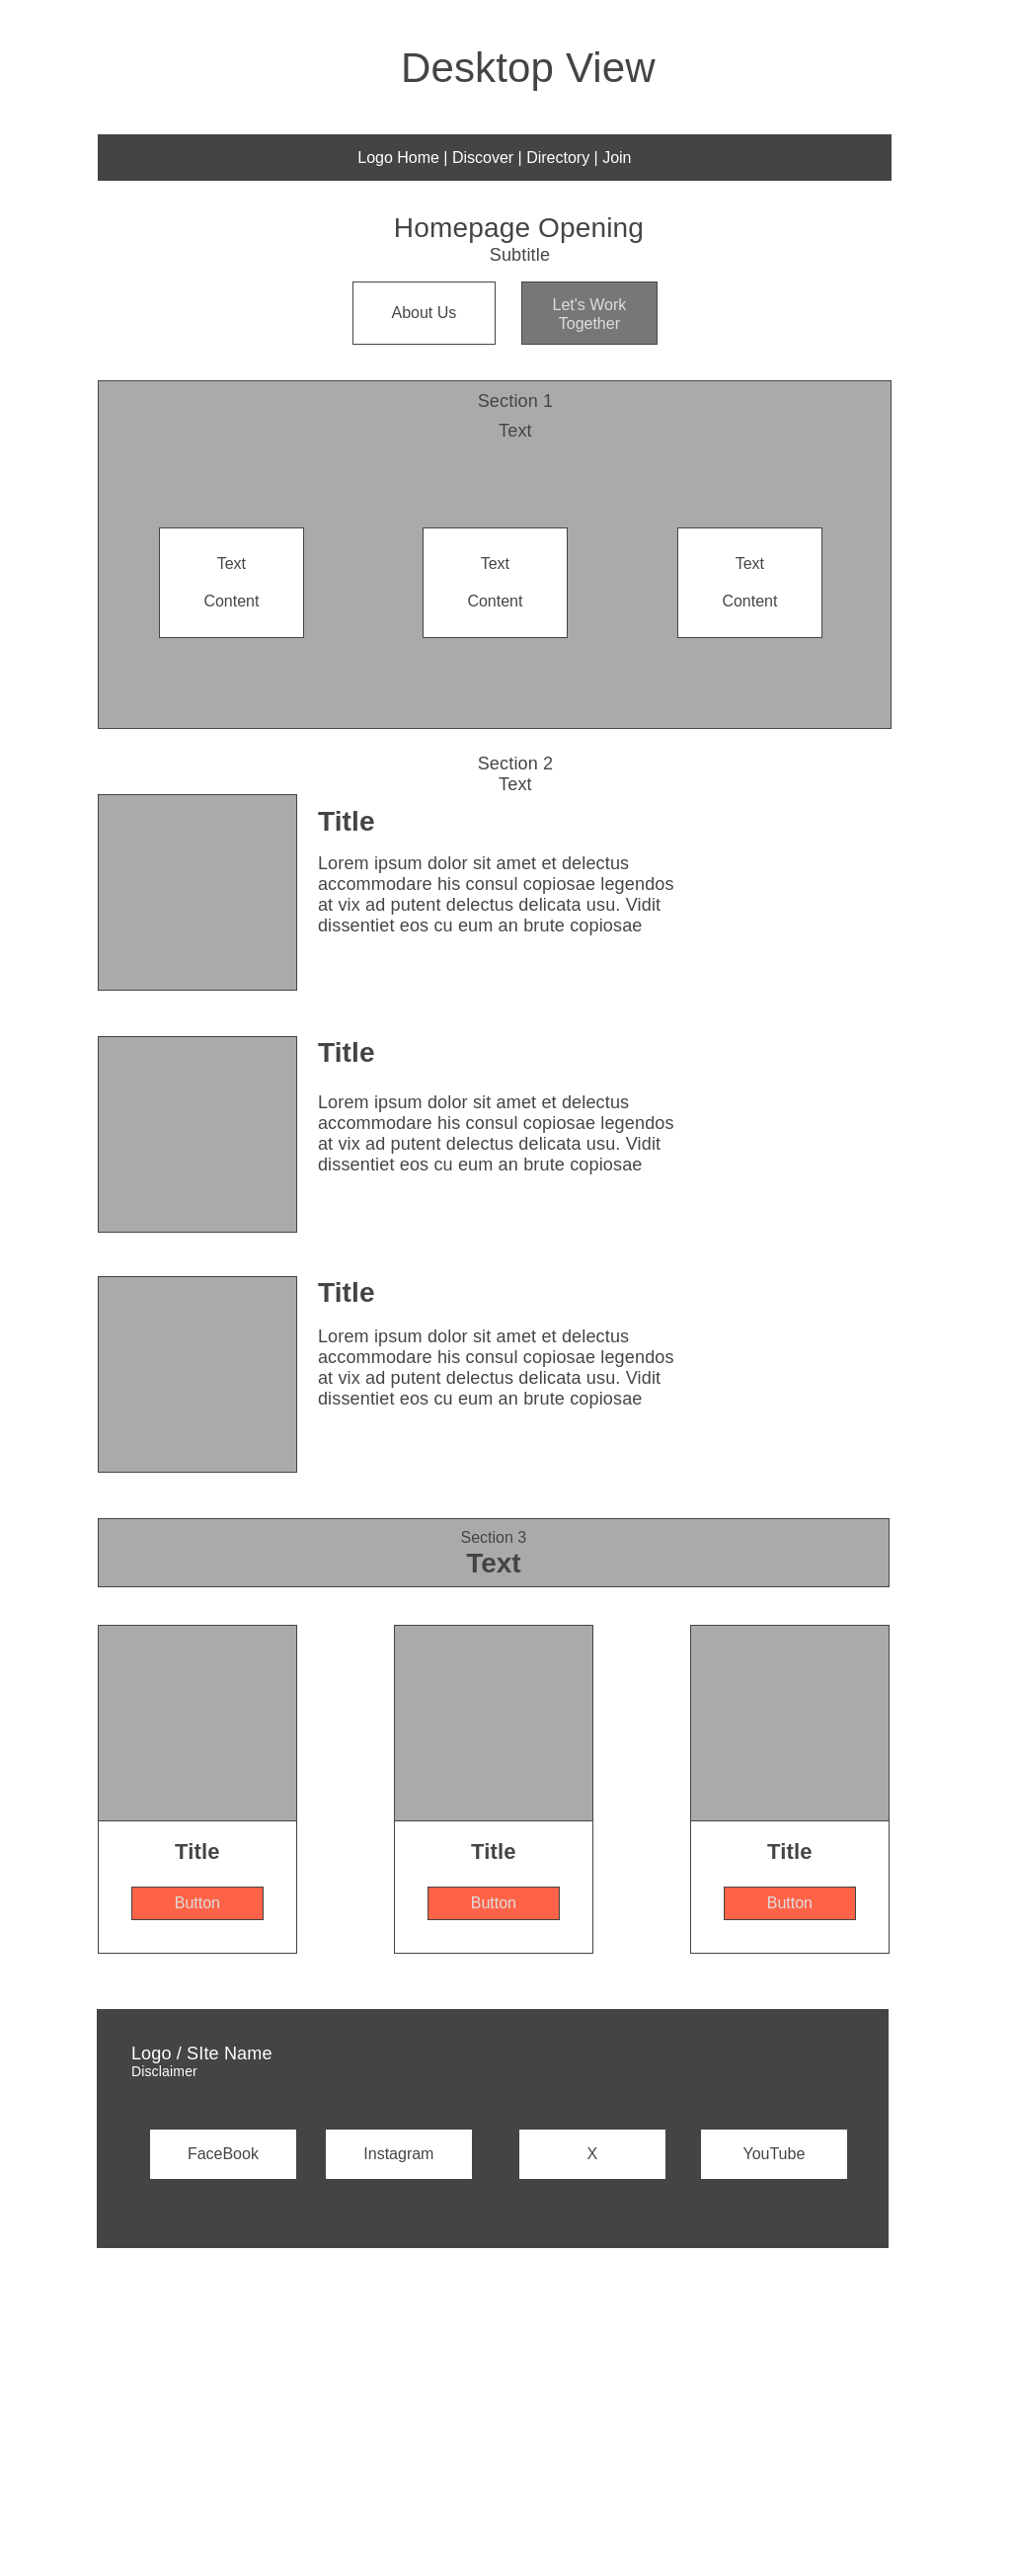 Desktop View
Logo Home | Discover | Directory | Join
Homepage Opening
Subtitle
About Us
Let's Work
Together
Section 1
Text
Text
Content
Text
Content
Text
Content
Section 2
Text
Title
Lorem ipsum dolor sit amet et delectus
accommodare his consul copiosae legendos
at vix ad putent delectus delicata usu. Vidit
dissentiet eos cu eum an brute copiosae
Title
Lorem ipsum dolor sit amet et delectus
accommodare his consul copiosae legendos
at vix ad putent delectus delicata usu. Vidit
dissentiet eos cu eum an brute copiosae
Title
Lorem ipsum dolor sit amet et delectus
accommodare his consul copiosae legendos
at vix ad putent delectus delicata usu. Vidit
dissentiet eos cu eum an brute copiosae
Section 3
Text
Title
Button
Title
Button
Title
Button
Logo / SIte Name
Disclaimer
FaceBook
Instagram
X
YouTube